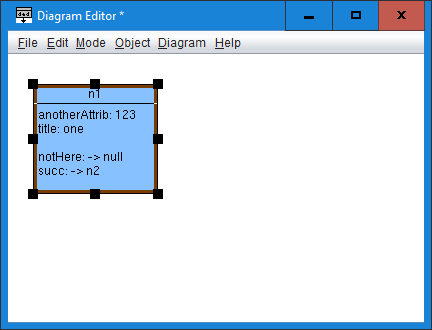 Diagram Editor *
File Edit Mode Object Diagram Help
n1
anotherAttrib: 123
title: one
notHere: -> null
succ: -> n2